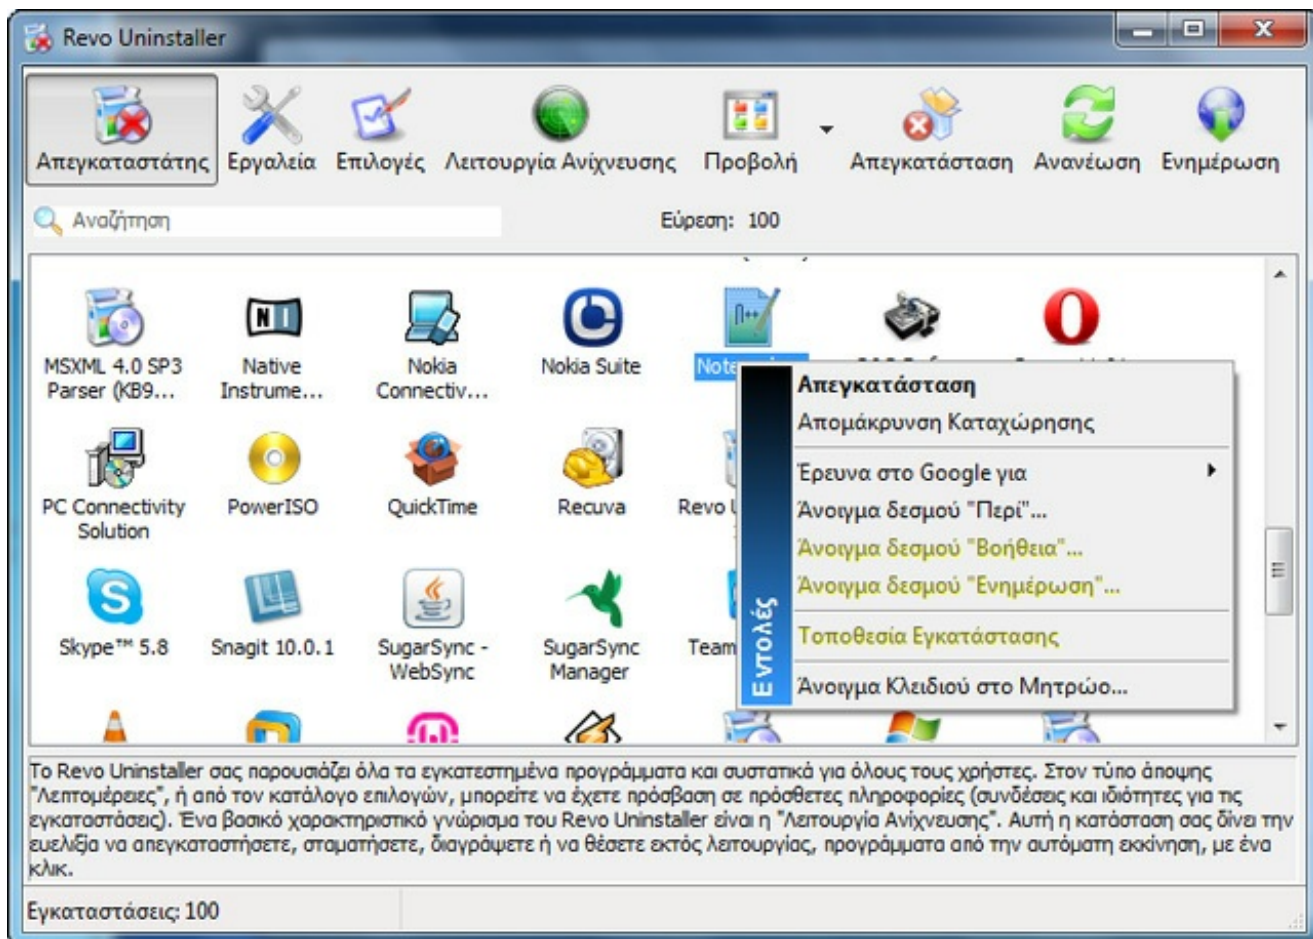 Revo Uninstaller
Απεγκαταστάτης Εργαλεία Επιλογές Λειτουργία Ανίχνευσης Προβολή Απεγκατάσταση Ανανέωση Ενημέρωση
Αναζήτηση Εύρεση: 100
MSXML 4.0 SP3 Native Nokia Nokia Suite
Parser (KB9... Instrume... Connectiv...
PC Connectivity PowerISO QuickTime Recuva Revo
Solution
Skype™ 5.8 Snagit 10.0.1 SugarSync - SugarSync Team
WebSync Manager
Εντολές
Απεγκατάσταση
Απομάκρυνση Καταχώρησης
Έρευνα στο Google για
Άνοιγμα δεσμού "Περί"...
Άνοιγμα δεσμού "Βοήθεια"...
Άνοιγμα δεσμού "Ενημέρωση"...
Τοποθεσία Εγκατάστασης
Άνοιγμα Κλειδιού στο Μητρώο...
Το Revo Uninstaller σας παρουσιάζει όλα τα εγκατεστημένα προγράμματα και συστατικά για όλους τους χρήστες. Στον τύπο άποψης
"Λεπτομέρειες", ή από τον κατάλογο επιλογών, μπορείτε να έχετε πρόσβαση σε πρόσθετες πληροφορίες (συνδέσεις και ιδιότητες για τις
εγκαταστάσεις). Ένα βασικό χαρακτηριστικό γνώρισμα του Revo Uninstaller είναι η "Λειτουργία Ανίχνευσης". Αυτή η κατάσταση σας δίνει την
ευελιξία να απεγκαταστήσετε, σταματήσετε, διαγράψετε ή να θέσετε εκτός λειτουργίας, προγράμματα από την αυτόματη εκκίνηση, με ένα
κλικ.
Εγκαταστάσεις: 100